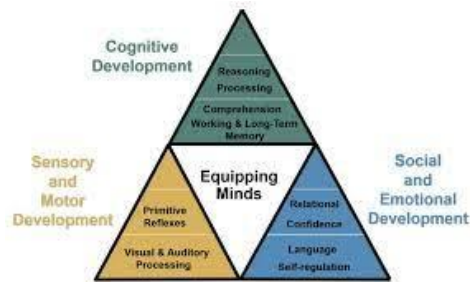 Cognitive
Development
Reasoning
Processing
Comprehension
Working & Long-Term
Memory
Sensory
and
Motor
Development
Equipping
Minds
Social
and
Emotional
Development
Primitive
Reflexes
Visual & Auditory
Processing
Relational
Confidence
Language
Self-regulation